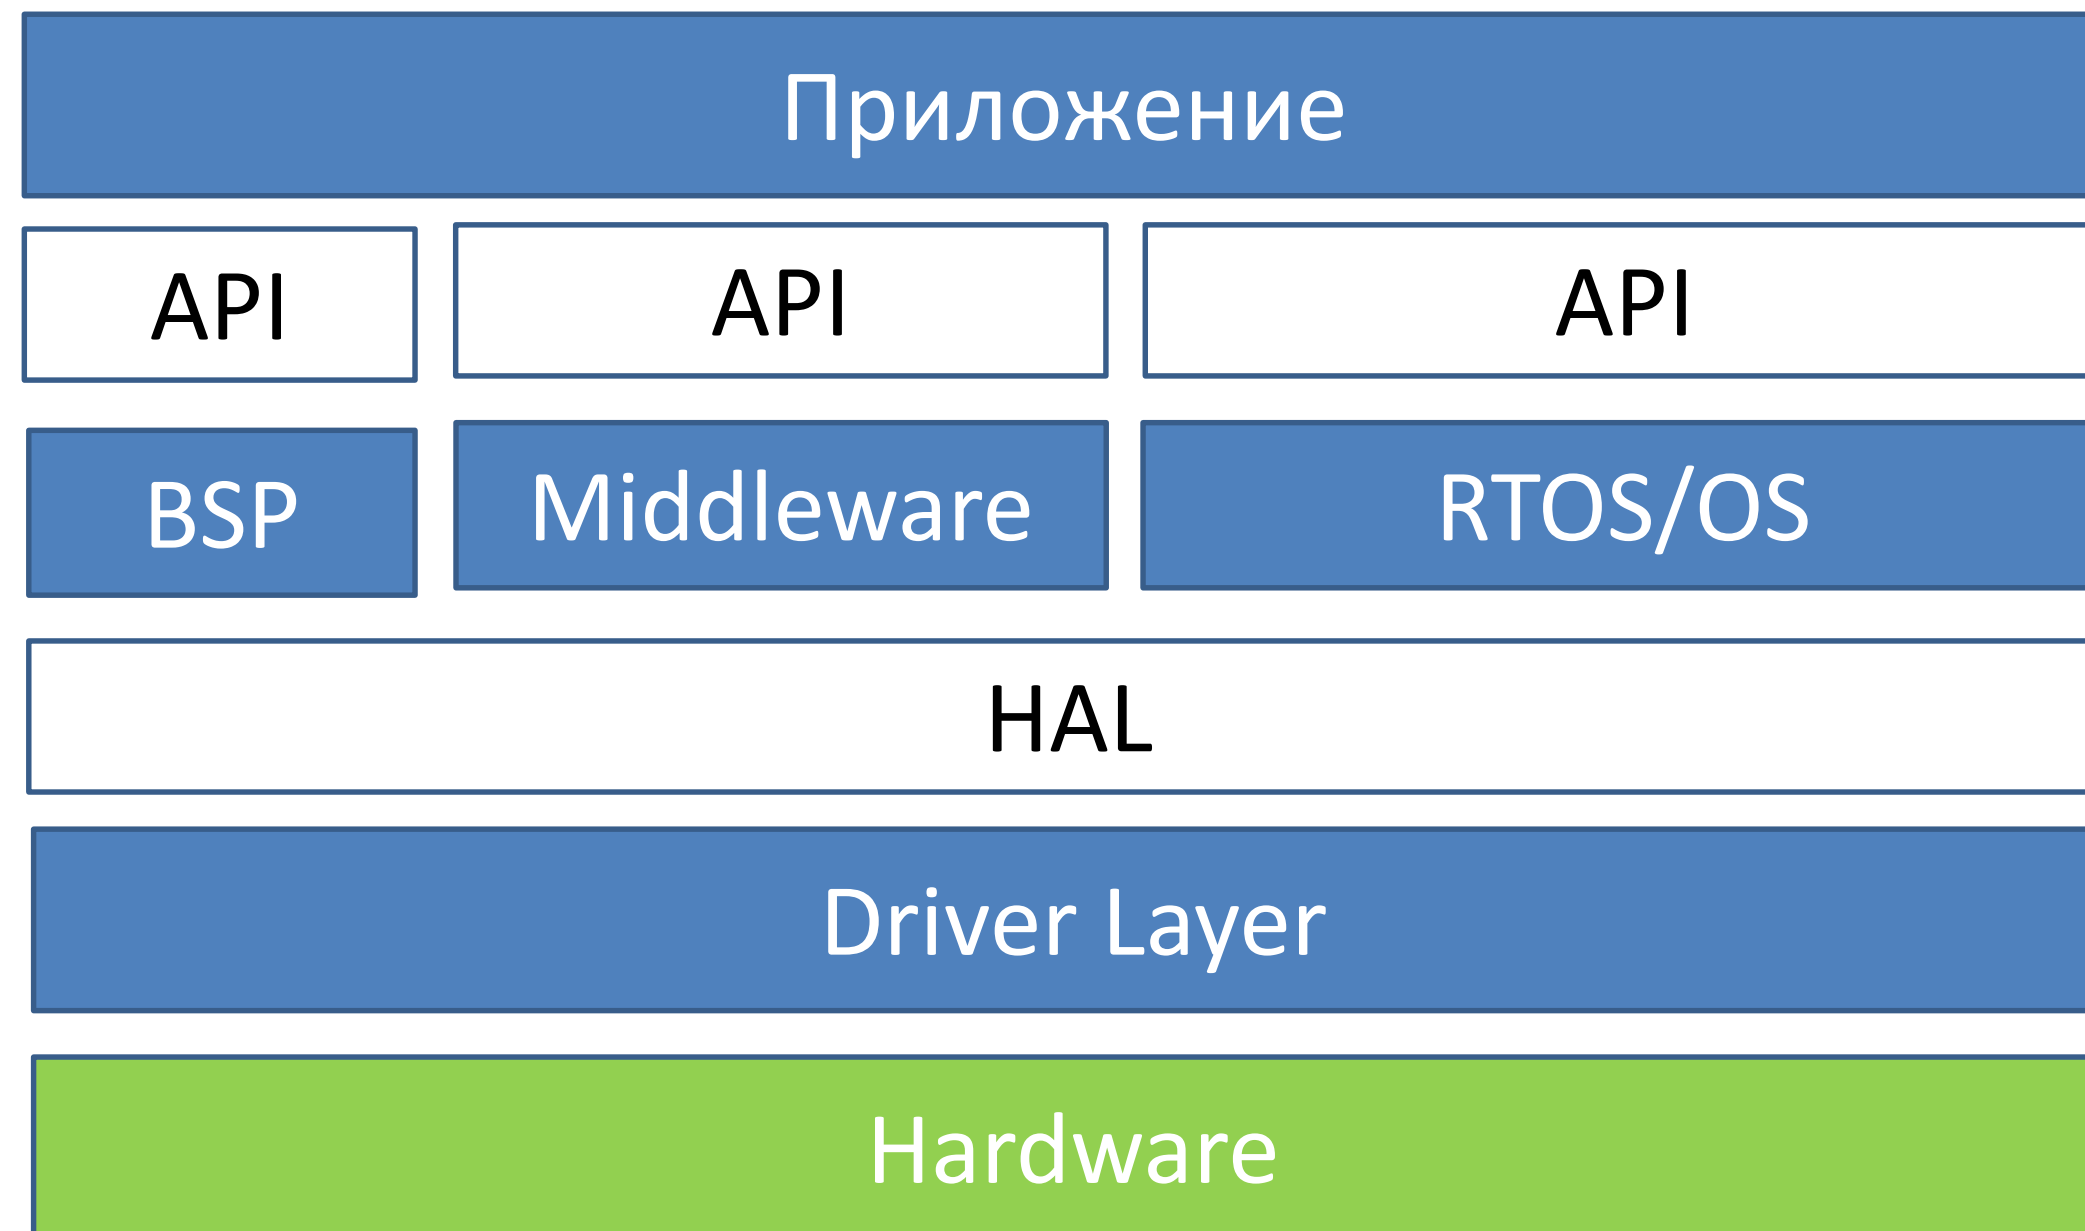 Приложение
API
API
API
BSP
Middleware
RTOS/OS
HAL
Driver Layer
Hardware